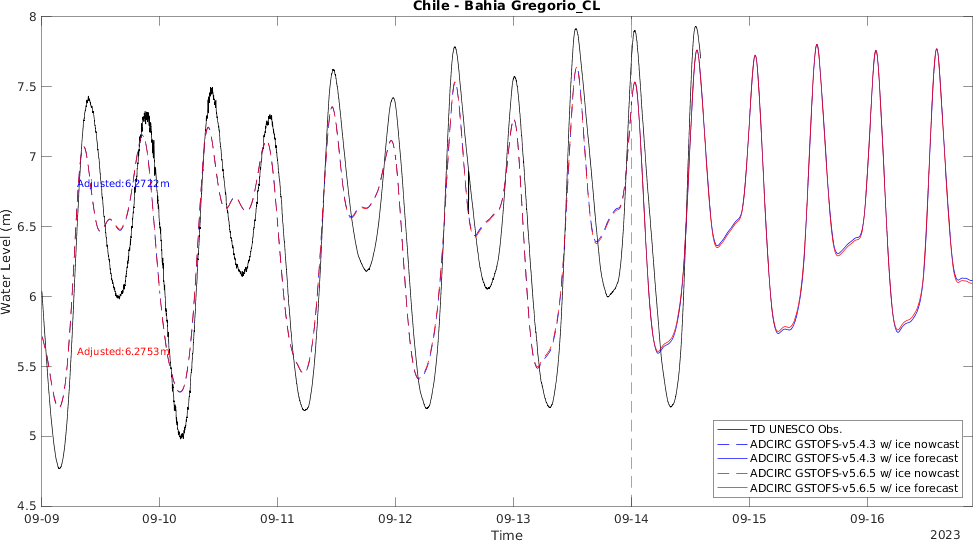 Chile - Bahia Gregorio_CL
8
7.5
7
6.5
6
5.5
5
4.5
Water Level (m)
Adjusted:6.2722m
Adjusted:6.2753m
TD UNESCO Obs.
ADCIRC GSTOFS-v5.4.3 w/ ice nowcast
ADCIRC GSTOFS-v5.4.3 w/ ice forecast
ADCIRC GSTOFS-v5.6.5 w/ ice nowcast
ADCIRC GSTOFS-v5.6.5 w/ ice forecast
09-09 09-10 09-11 09-12 09-13 09-14 09-15 09-16
Time
2023